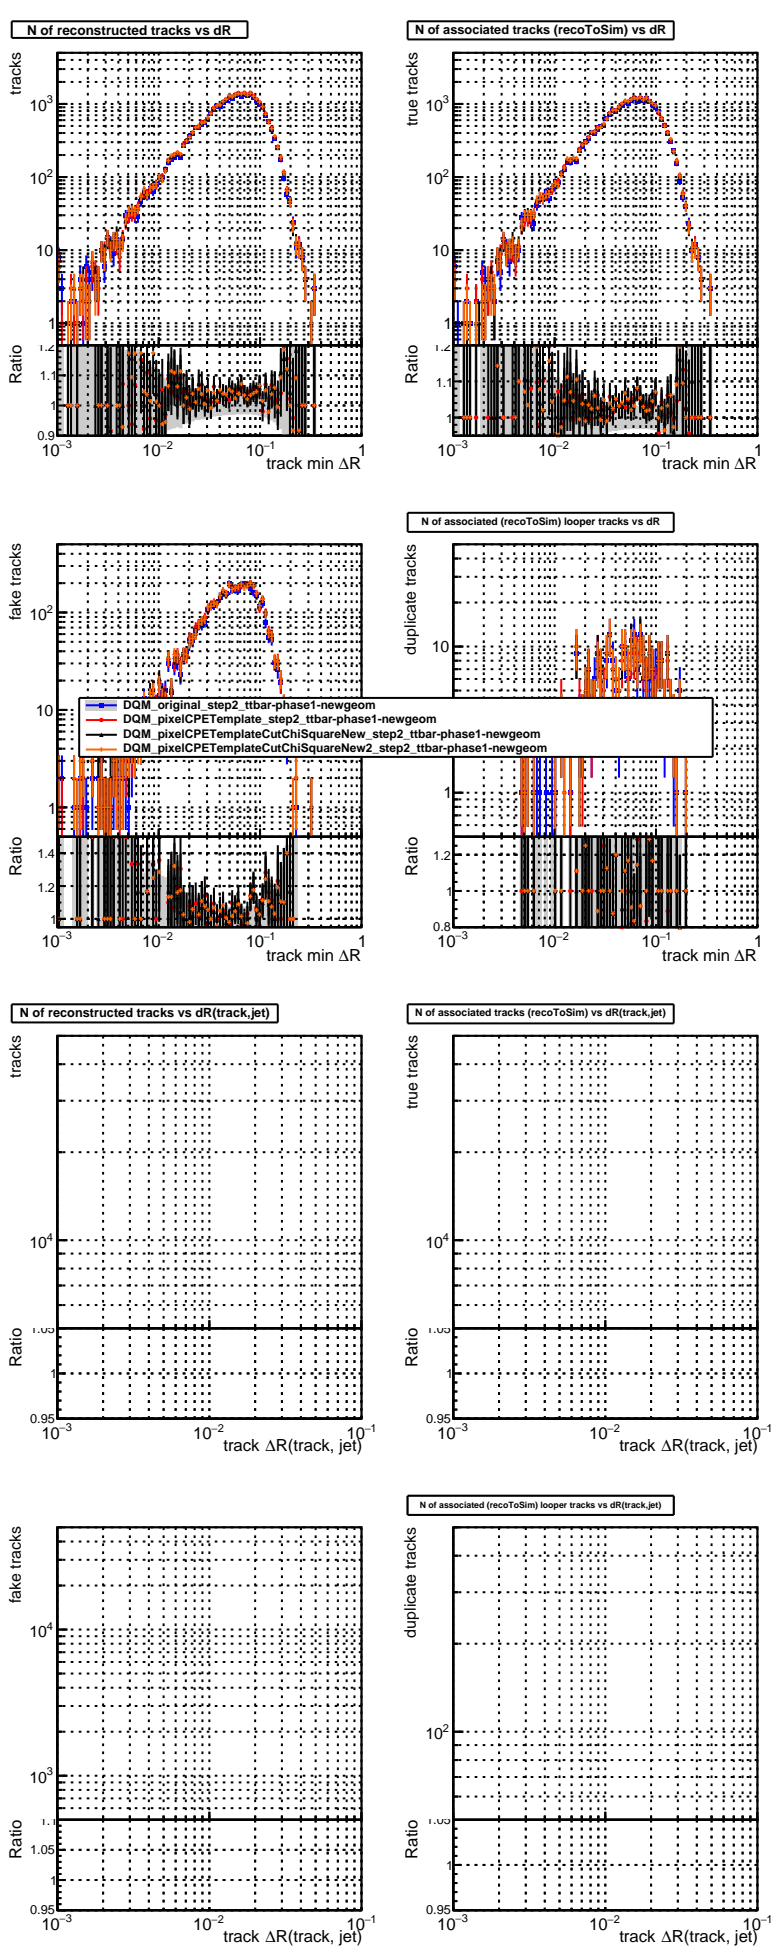 N of reconstructed tracks vs dR
tracks
10³
10²
10
1
Ratio
1.2
1.1
1
0.9
10⁻³
10⁻²
10⁻¹
1
track min ΔR
N of associated tracks (recoToSim) vs dR
true tracks
10³
10²
10
1
Ratio
1.2
1.1
1
10⁻³
10⁻²
10⁻¹
1
track min ΔR
fake tracks
10²
10
1
Ratio
1.4
1.2
1
10⁻³
10⁻²
10⁻¹
1
track min ΔR
N of associated (recoToSim) looper tracks vs dR
duplicate tracks
10
1
Ratio
1.2
1
0.8
10⁻³
10⁻²
10⁻¹
1
track min ΔR
DQM_original_step2_ttbar-phase1-newgeom
DQM_pixelCPETemplate_step2_ttbar-phase1-newgeom
DQM_pixelCPETemplateCutChiSquareNew_step2_ttbar-phase1-newgeom
DQM_pixelCPETemplateCutChiSquareNew2_step2_ttbar-phase1-newgeom
N of reconstructed tracks vs dR(track,jet)
tracks
10⁴
Ratio
1.05
1
0.95
10⁻³
10⁻²
10⁻¹
track ΔR(track, jet)
N of associated tracks (recoToSim) vs dR(track,jet)
true tracks
10⁴
Ratio
1.05
1
0.95
10⁻³
10⁻²
10⁻¹
track ΔR(track, jet)
fake tracks
10⁴
10³
Ratio
1.1
1.05
1
0.95
10⁻³
10⁻²
10⁻¹
track ΔR(track, jet)
N of associated (recoToSim) looper tracks vs dR(track,jet)
duplicate tracks
10²
Ratio
1.05
1
0.95
10⁻³
10⁻²
10⁻¹
track ΔR(track, jet)